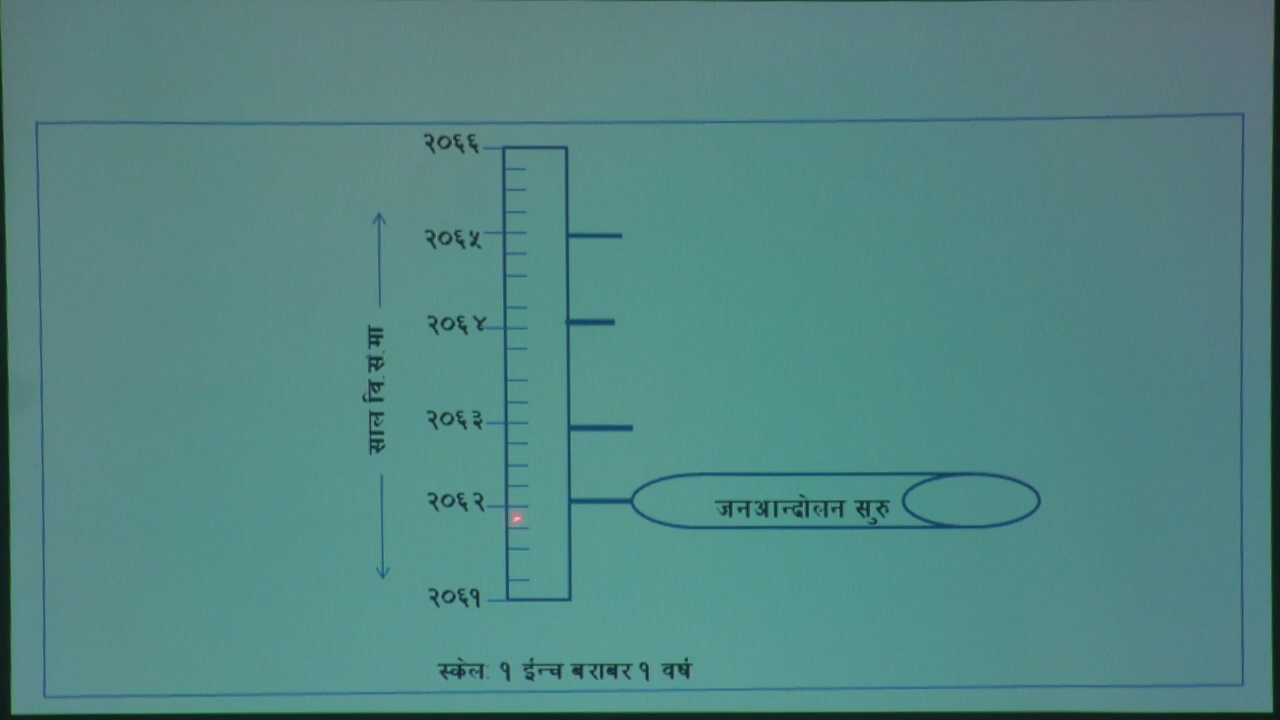 २०६६
२०६५
२०६४
साल वि.सं.मा
२०६३
२०६२
जनआन्दोलन सुरु
२०६१
स्केल: १ ईन्च बराबर १ वर्ष